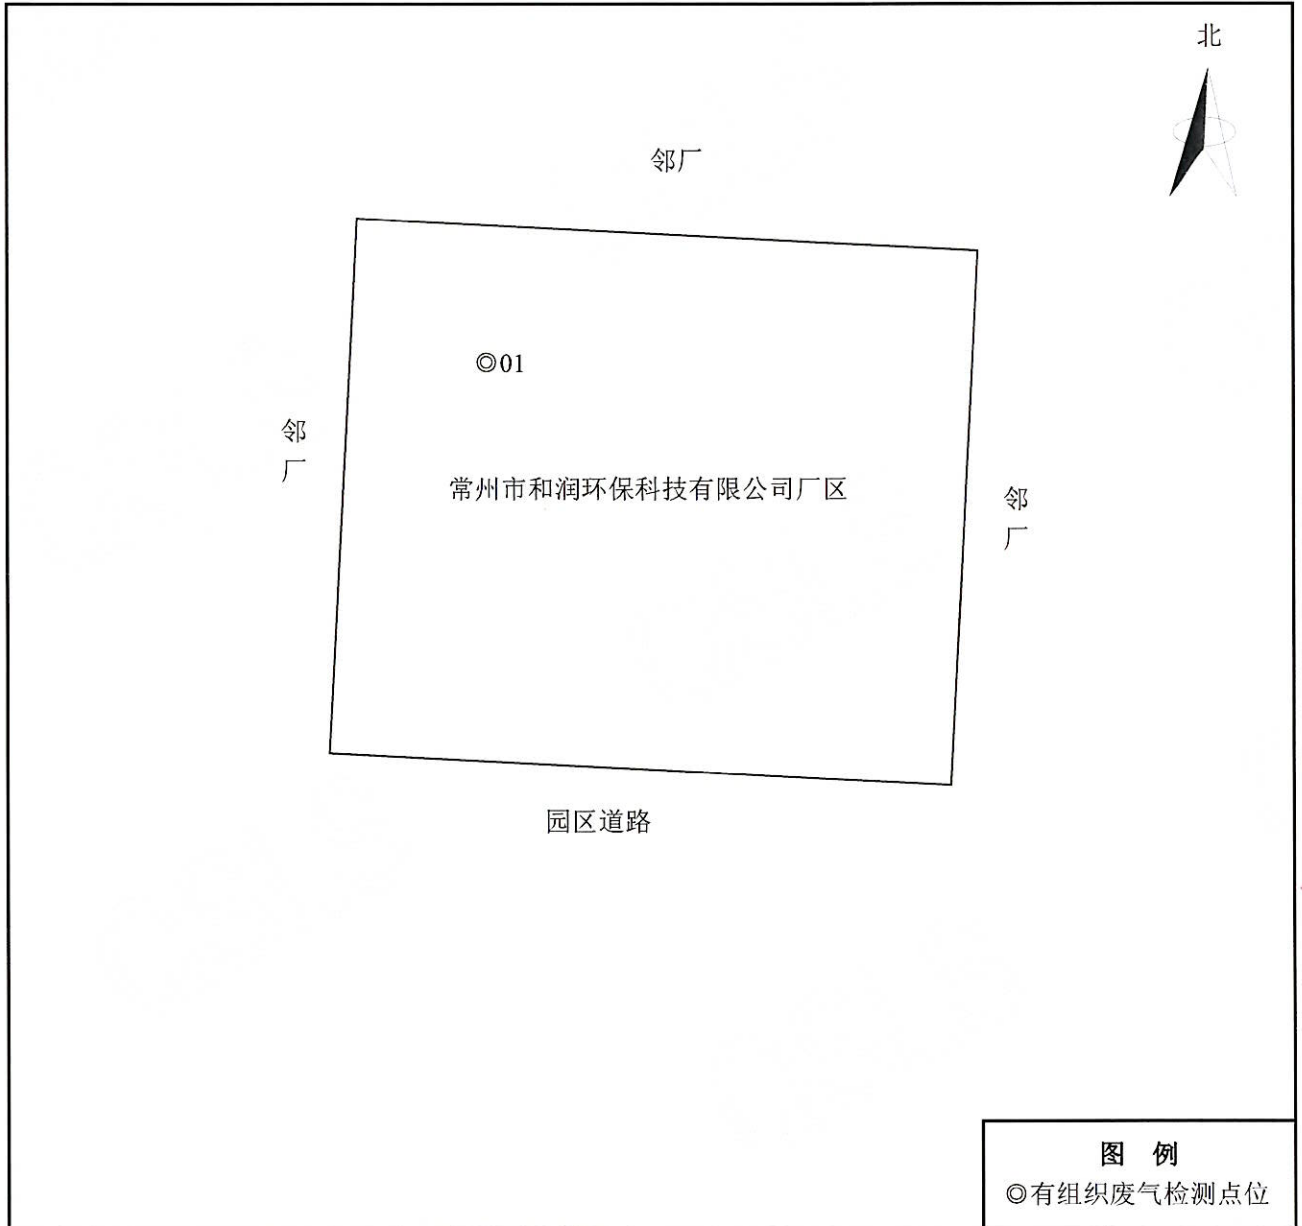 北
邻厂
◎01
邻
厂
常州市和润环保科技有限公司厂区
邻
厂
园区道路
图 例
◎有组织废气检测点位